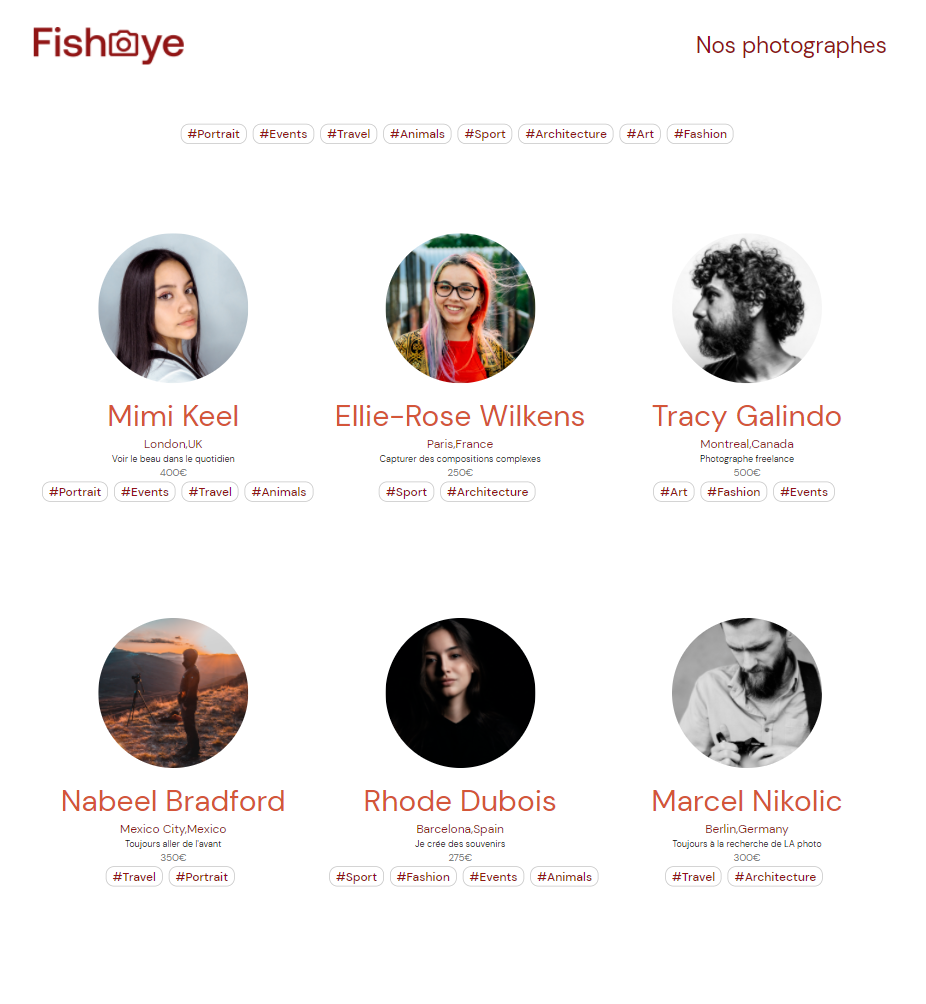 Fisheye
Nos photographes
#Portrait #Events #Travel #Animals #Sport #Architecture #Art #Fashion
Mimi Keel
London,UK
Voir le beau dans le quotidien
400€
#Portrait #Events #Travel #Animals
Ellie-Rose Wilkens
Paris,France
Capturer des compositions complexes
250€
#Sport #Architecture
Tracy Galindo
Montreal,Canada
Photographe freelance
500€
#Art #Fashion #Events
Nabeel Bradford
Mexico City,Mexico
Toujours aller de l'avant
350€
#Travel #Portrait
Rhode Dubois
Barcelona,Spain
Je crée des souvenirs
275€
#Sport #Fashion #Events #Animals
Marcel Nikolic
Berlin,Germany
Toujours à la recherche de LA photo
300€
#Travel #Architecture